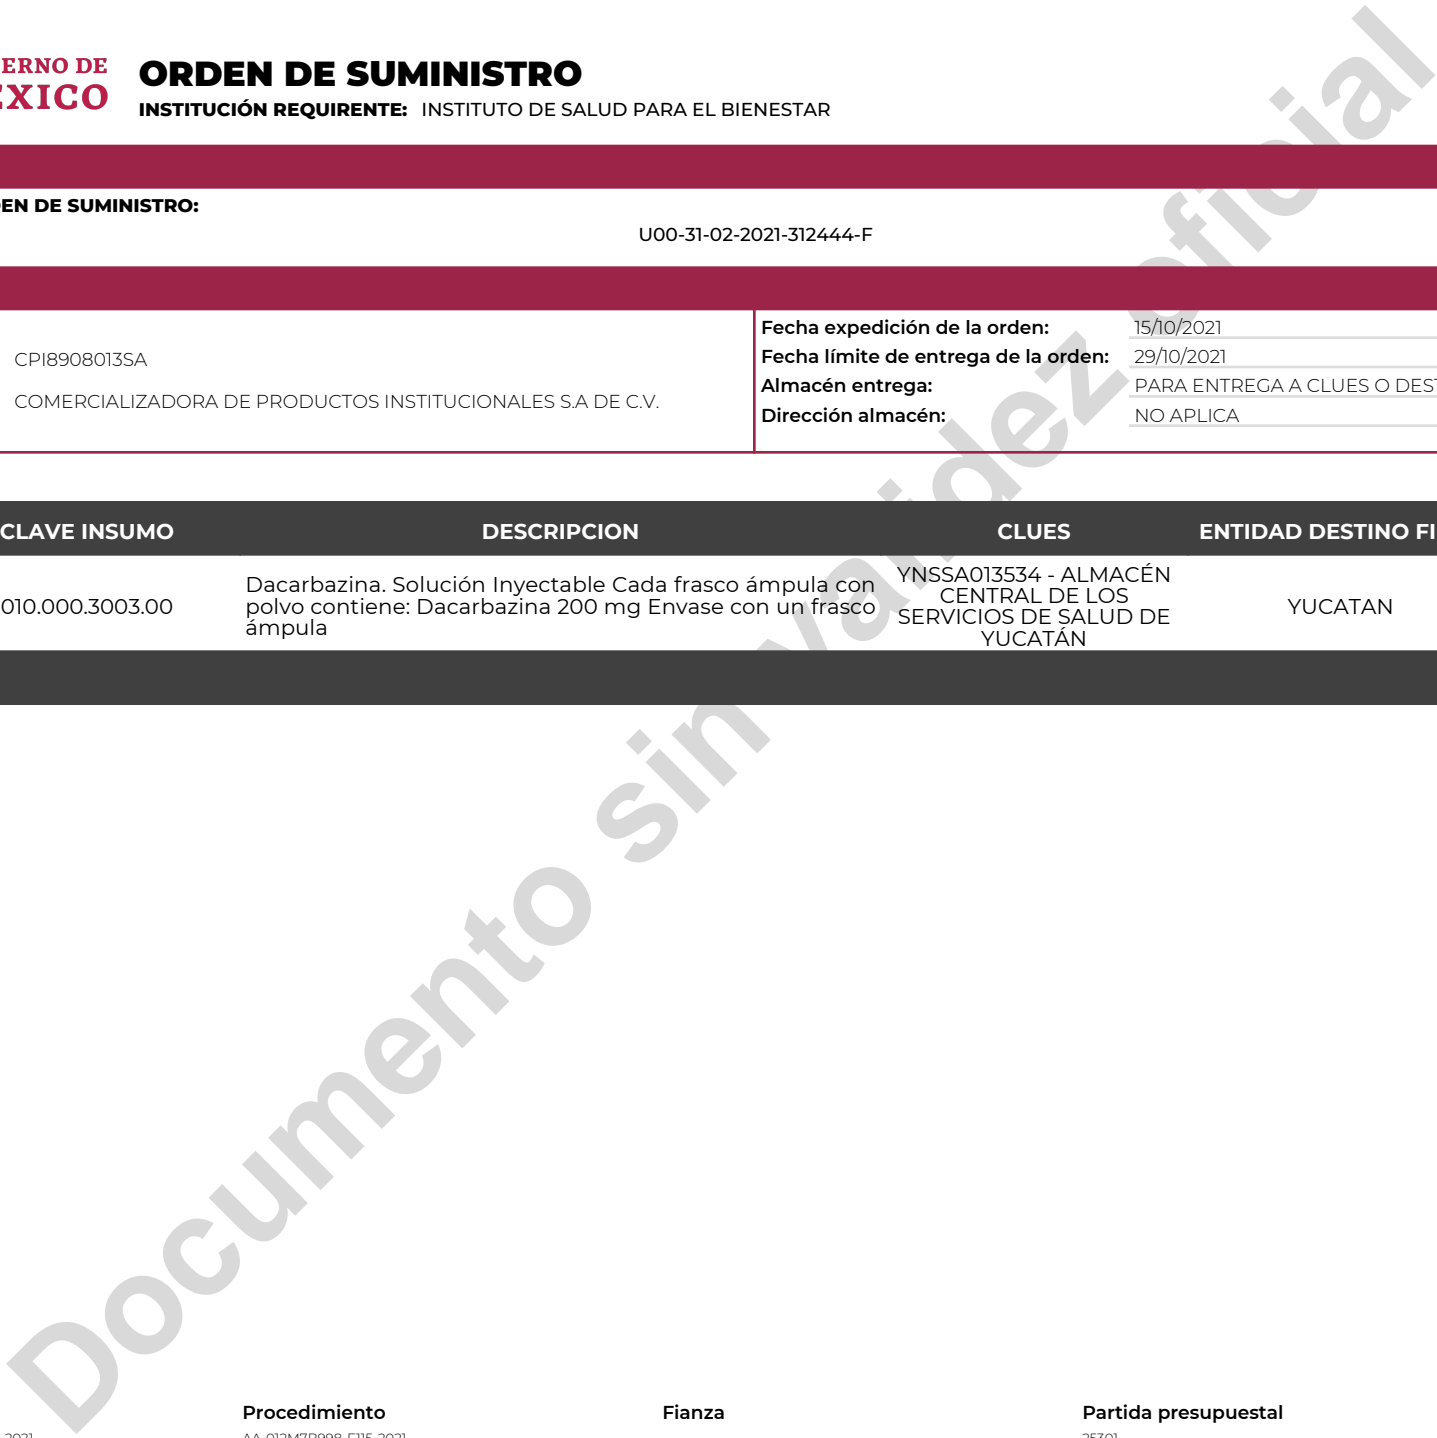 ERNO DE
EXICO
ORDEN DE SUMINISTRO
INSTITUCIÓN REQUIRENTE: INSTITUTO DE SALUD PARA EL BIENESTAR
EN DE SUMINISTRO:
U00-31-02-2021-312444-F
CPI8908013SA
COMERCIALIZADORA DE PRODUCTOS INSTITUCIONALES S.A DE C.V.
Fecha expedición de la orden: 15/10/2021
Fecha límite de entrega de la orden: 29/10/2021
Almacén entrega: PARA ENTREGA A CLUES O DEST
Dirección almacén: NO APLICA
CLAVE INSUMO DESCRIPCION CLUES ENTIDAD DESTINO FI
010.000.3003.00
Dacarbazina. Solución Inyectable Cada frasco ámpula con
polvo contiene: Dacarbazina 200 mg Envase con un frasco
ámpula
YNSSA013534 - ALMACÉN
CENTRAL DE LOS
SERVICIOS DE SALUD DE
YUCATÁN
YUCATAN
Documento sin validez oficial
Procedimiento Fianza Partida presupuestal